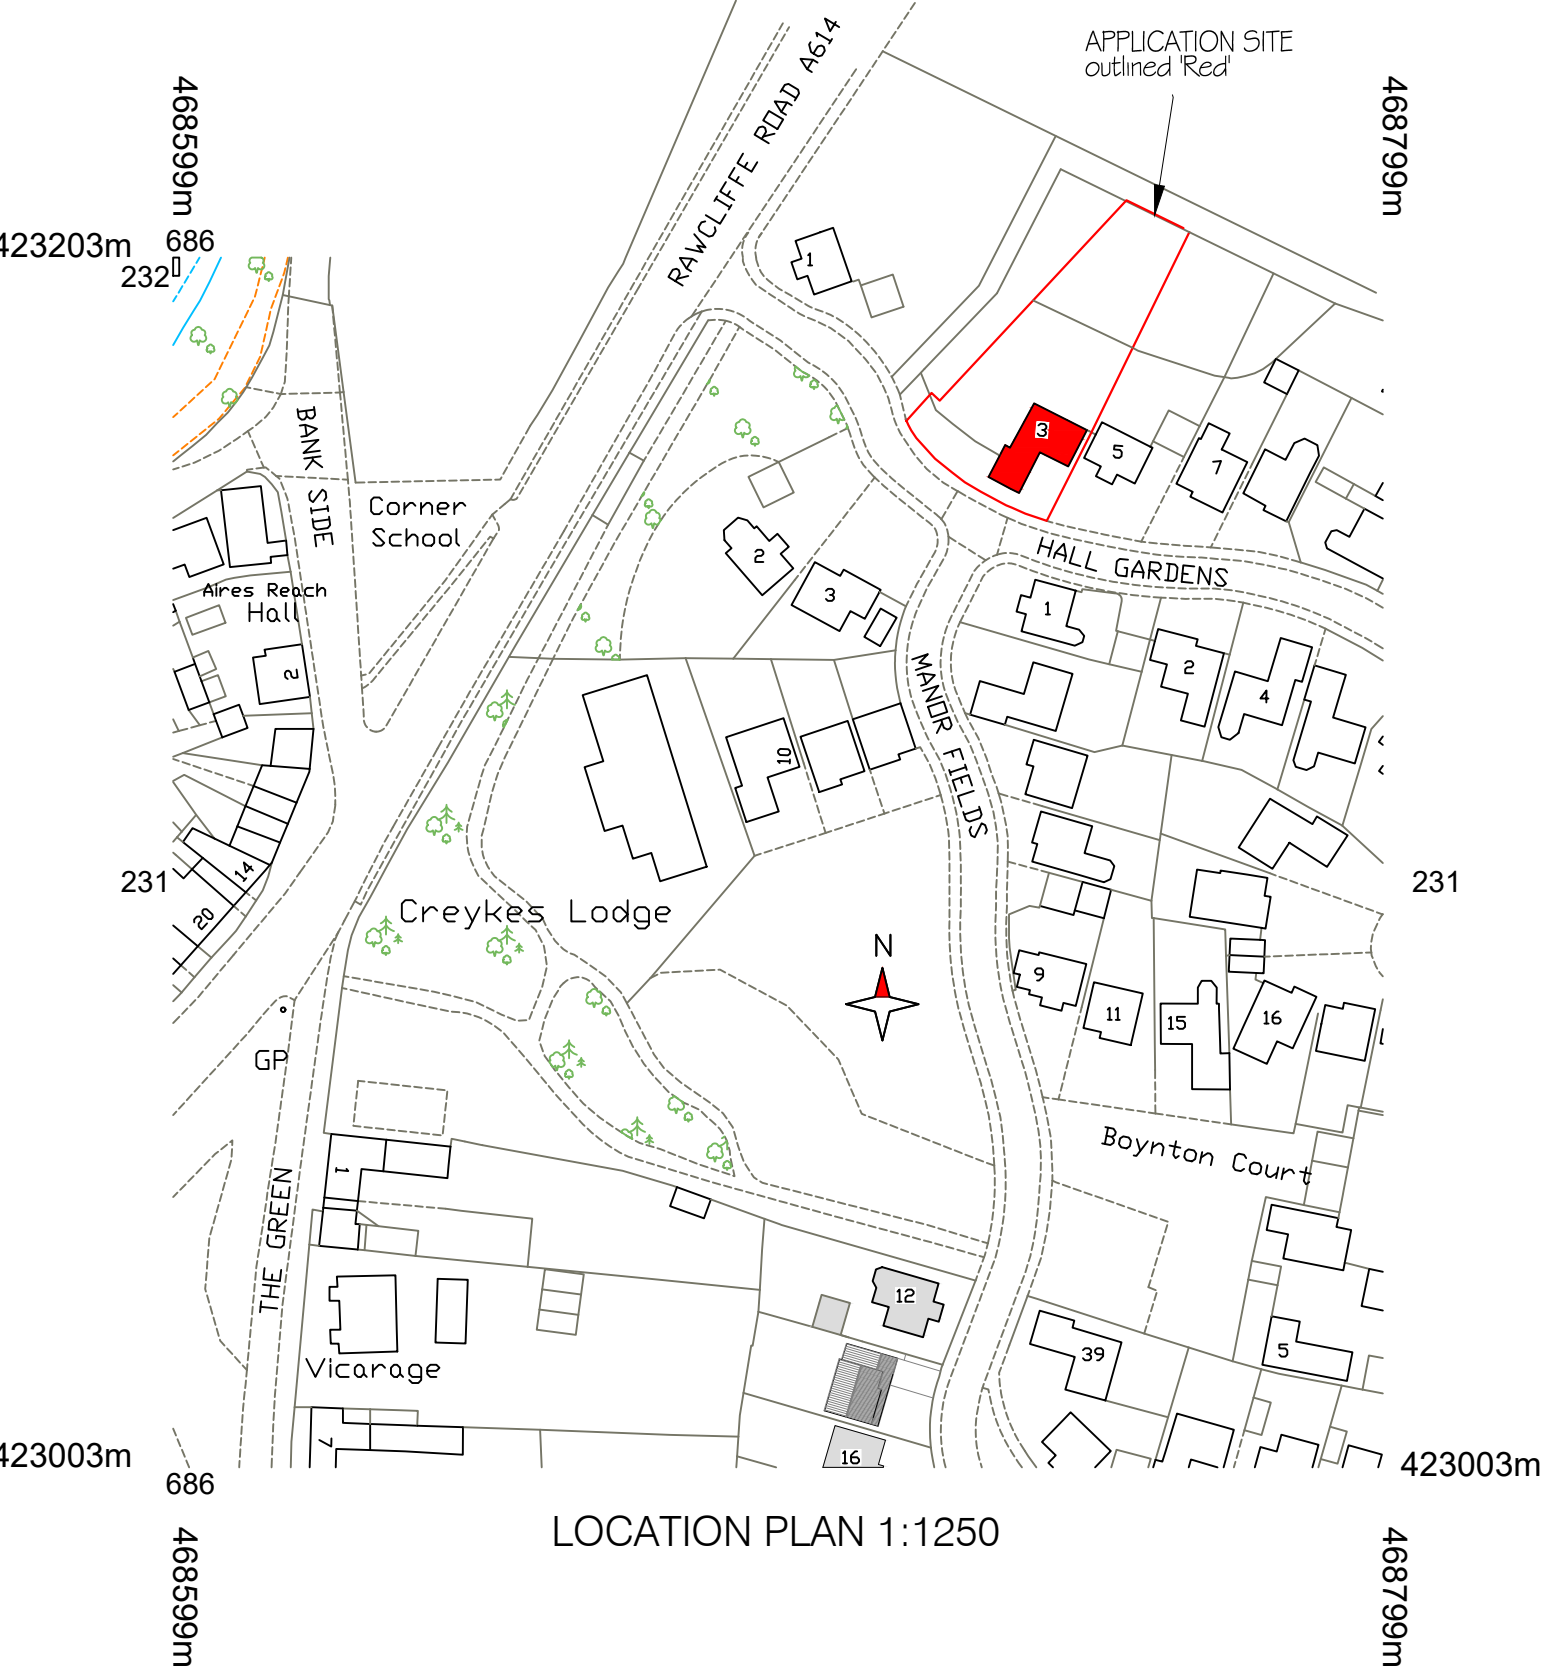 APPLICATION SITE
outlined 'Red'
468599m
468799m
423203m
686
232
RAWCLIFFE ROAD A614
1
3
5
7
BANK SIDE
Corner
School
HALL GARDENS
Aires Reach
Hall
2
2
3
1
2
4
MANOR FIELDS
10
14
20
231
231
Creykes Lodge
N
9
11
15
16
GP
Boynton Court
1
THE GREEN
12
Vicarage
39
5
7
16
423003m
423003m
686
LOCATION PLAN 1:1250
468599m
468799m